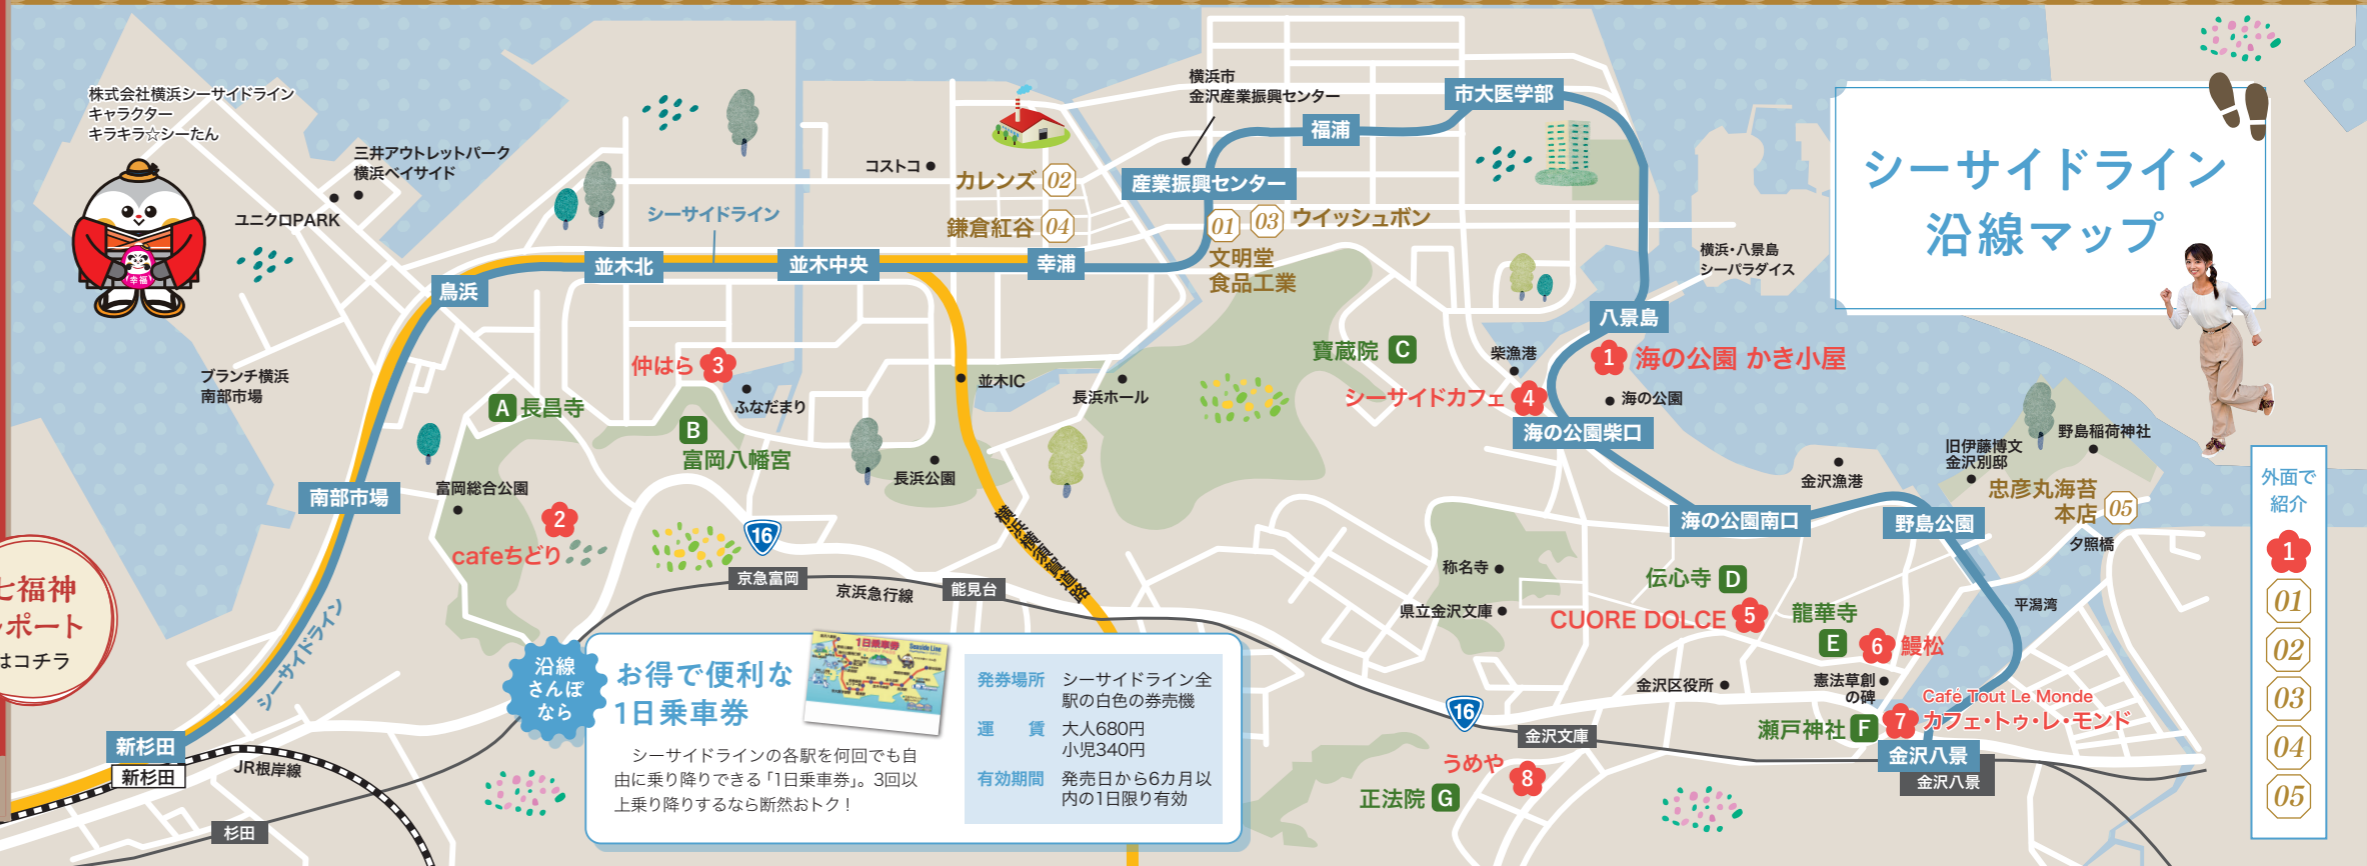 株式会社横浜シーサイドライン
キャラクター
キラキラ☆シーたん
幸福
三井アウトレットパーク
横浜ベイサイド
ユニクロPARK
ブランチ横浜
南部市場
シーサイドライン
沿線マップ
横浜市
金沢産業振興センター
コストコ
カレンズ 02
鎌倉紅谷 04
シーサイドライン
鳥浜
並木北
並木中央
幸浦
産業振興センター
福浦
市大医学部
01 03 ウイッシュボン
文明堂
食品工業
横浜・八景島
シーパラダイス
八景島
1 海の公園 かき小屋
柴漁港
海の公園
寶蔵院 C
シーサイドカフェ 4
海の公園柴口
仲はら 3
ふなだまり
A 長昌寺
B
富岡八幡宮
並木IC
長浜ホール
長浜公園
南部市場
富岡総合公園
2
cafeちどり
16
京急富岡
京浜急行線
能見台
横浜横須賀道路
旧伊藤博文
金沢別邸
野島稲荷神社
金沢漁港
忠彦丸海苔
本店 05
海の公園南口
野島公園
夕照橋
平潟湾
称名寺
県立金沢文庫
伝心寺 D
CUORE DOLCE 5
龍華寺
E
6 鰻松
金沢区役所
憲法草創
の碑
Café Tout Le Monde
7 カフェ・トゥ・レ・モンド
瀬戸神社 F
金沢八景
金沢八景
16
金沢文庫
うめや 8
正法院 G
シーサイドライン
新杉田
新杉田
JR根岸線
杉田
七福神
ポート
はコチラ
沿線
さんぽ
なら
お得で便利な
1日乗車券
シーサイドラインの各駅を何回でも自
由に乗り降りできる「1日乗車券」。3回以
上乗り降りするなら断然おトク！
1日乗車券
Seaside Line
発券場所 シーサイドライン全
駅の白色の券売機
運 賃 大人680円
小児340円
有効期間 発売日から6カ月以
内の1日限り有効
外面で
紹介
1
01
02
03
04
05